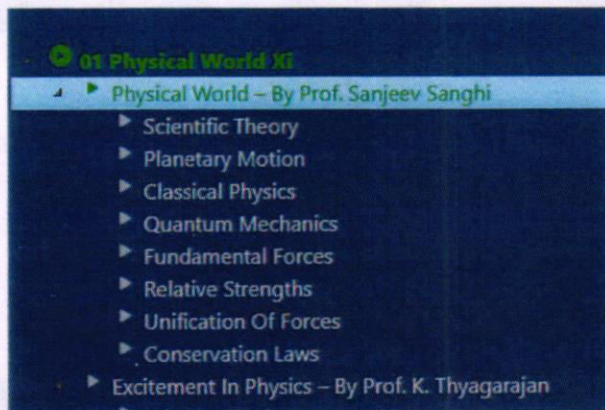 01 Physical World Xi
Physical World – By Prof. Sanjeev Sanghi
Scientific Theory
Planetary Motion
Classical Physics
Quantum Mechanics
Fundamental Forces
Relative Strengths
Unification Of Forces
Conservation Laws
Excitement In Physics – By Prof. K. Thyagarajan